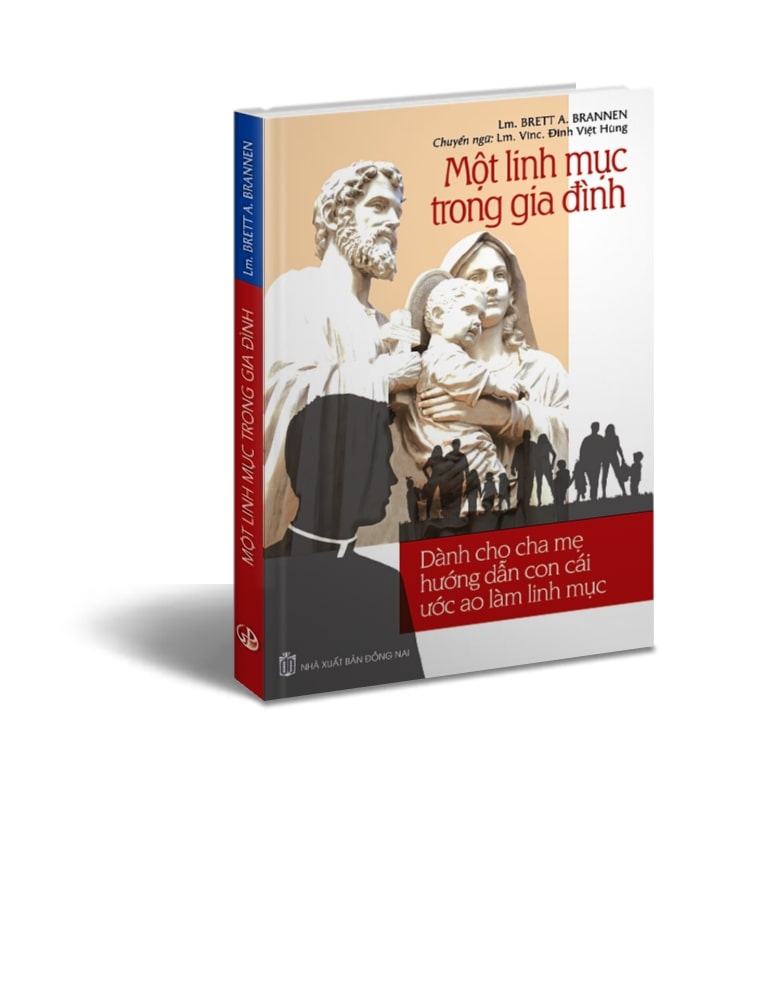 Lm. BRETT A. BRANNEN
Chuyển ngữ: Lm. Vinc. Đinh Việt Hùng
Một linh mục
trong gia đình
Dành cho cha mẹ
hướng dẫn con cái
ước ao làm linh mục
NHÀ XUẤT BẢN ĐỒNG NAI
Lm. BRETT A. BRANNEN
MỘT LINH MỤC TRONG GIA ĐÌNH